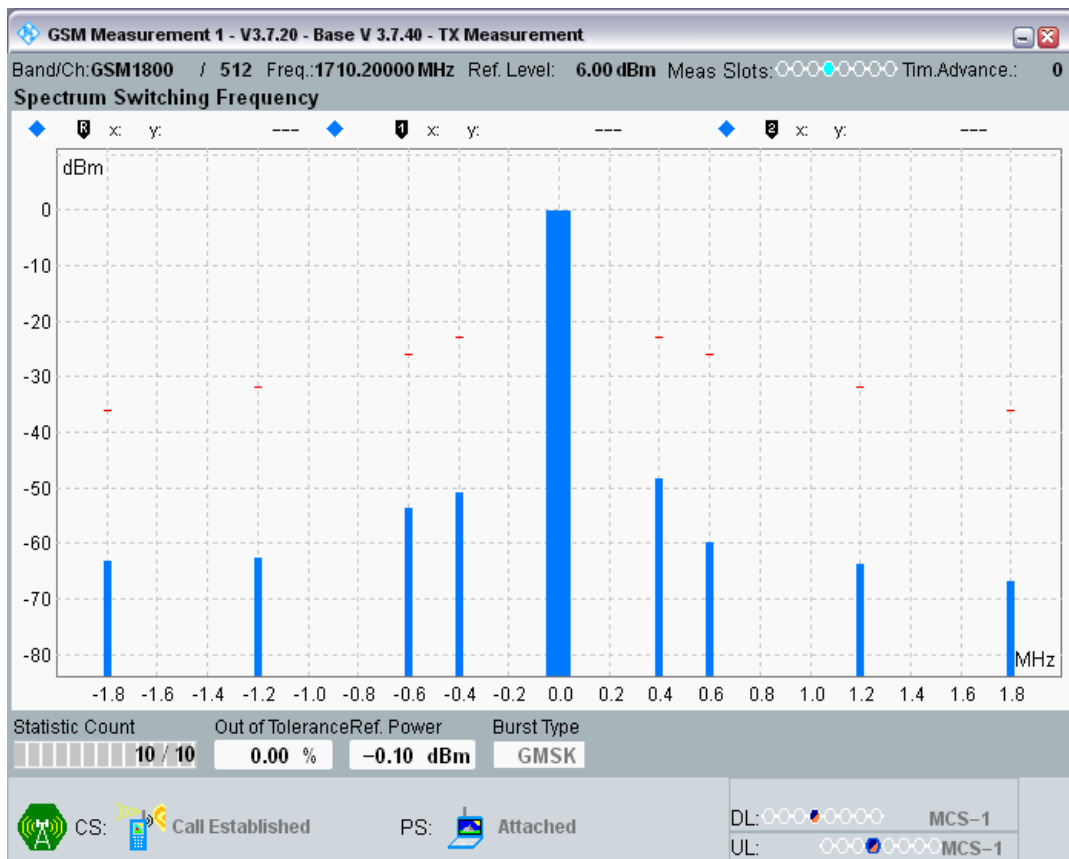 GSM Measurement 1 - V3.7.20 - Base V 3.7.40 - TX Measurement
Band/Ch.:GSM1800 / 512 Freq.:1710.20000 MHz Ref. Level: 6.00 dBm Meas Slots: Tim.Advance.: 0
Spectrum Switching Frequency
R x: y: --- 1 x: y: --- 2 x: y: ---
dBm
0
-10
-20
-30
-40
-50
-60
-70
-80
MHz
-1.8 -1.6 -1.4 -1.2 -1.0 -0.8 -0.6 -0.4 -0.2 0.0 0.2 0.4 0.6 0.8 1.0 1.2 1.4 1.6 1.8
Statistic Count Out of Tolerance Ref. Power Burst Type
10 / 10 0.00 % −0.10 dBm GMSK
CS: Call Established PS: Attached
DL: MCS−1
UL: MCS−1